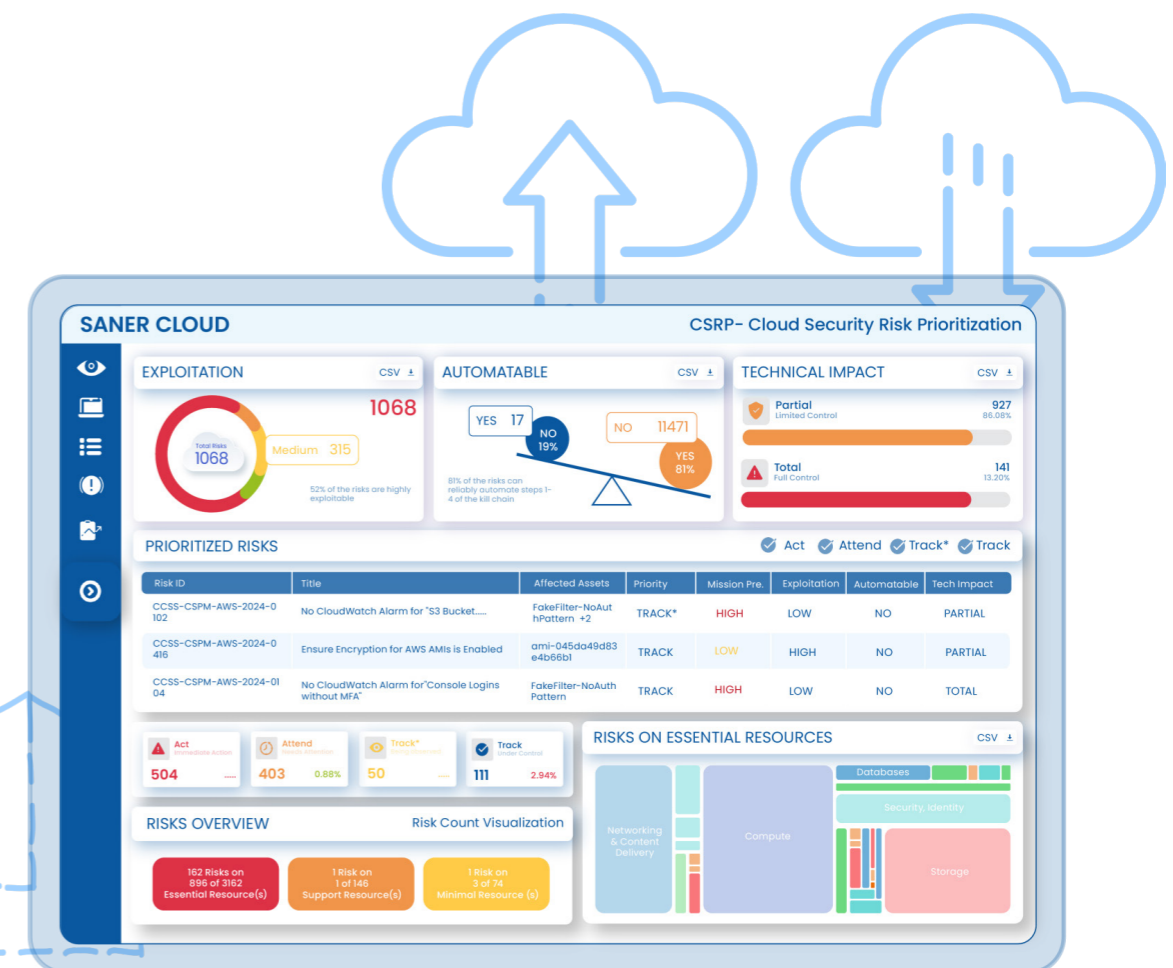 SANER CLOUD
CSRP- Cloud Security Risk Prioritization
EXPLOITATION
CSV
1068
Total Risks
1068
Medium 315
52% of the risks are highly
exploitable
AUTOMATABLE
CSV
YES 17
NO
19%
NO 11471
YES
81%
81% of the risks can
reliably automate steps 1-
4 of the kill chain
TECHNICAL IMPACT
CSV
Partial
Limited Control
927
86.08%
Total
Full Control
141
13.20%
PRIORITIZED RISKS
Act Attend Track* Track
Risk ID Title Affected Assets Priority Mission Pre. Exploitation Automatable Tech Impact
CCSS-CSPM-AWS-2024-0
102
No CloudWatch Alarm for "S3 Bucket.....
FakeFilter-NoAut
hPattern +2
TRACK* HIGH LOW NO PARTIAL
CCSS-CSPM-AWS-2024-0
416
Ensure Encryption for AWS AMIs is Enabled
ami-045da49d83
e4b66b1
TRACK LOW HIGH NO PARTIAL
CCSS-CSPM-AWS-2024-01
04
No CloudWatch Alarm for"Console Logins
without MFA"
FakeFilter-NoAuth
Pattern
TRACK HIGH LOW NO TOTAL
Act
Immediate Action
504 .....
Attend
403 0.88%
Track*
50 .....
Track
Under Control
111 2.94%
RISKS OVERVIEW
Risk Count Visualization
162 Risks on
896 of 3162
Essential Resource(s)
1 Risk on
1 of 146
Support Resource(s)
1 Risk on
3 of 74
Minimal Resource (s)
RISKS ON ESSENTIAL RESOURCES
CSV
Networking
& Content
Delivery
Compute
Databases
Security, Identity
Storage